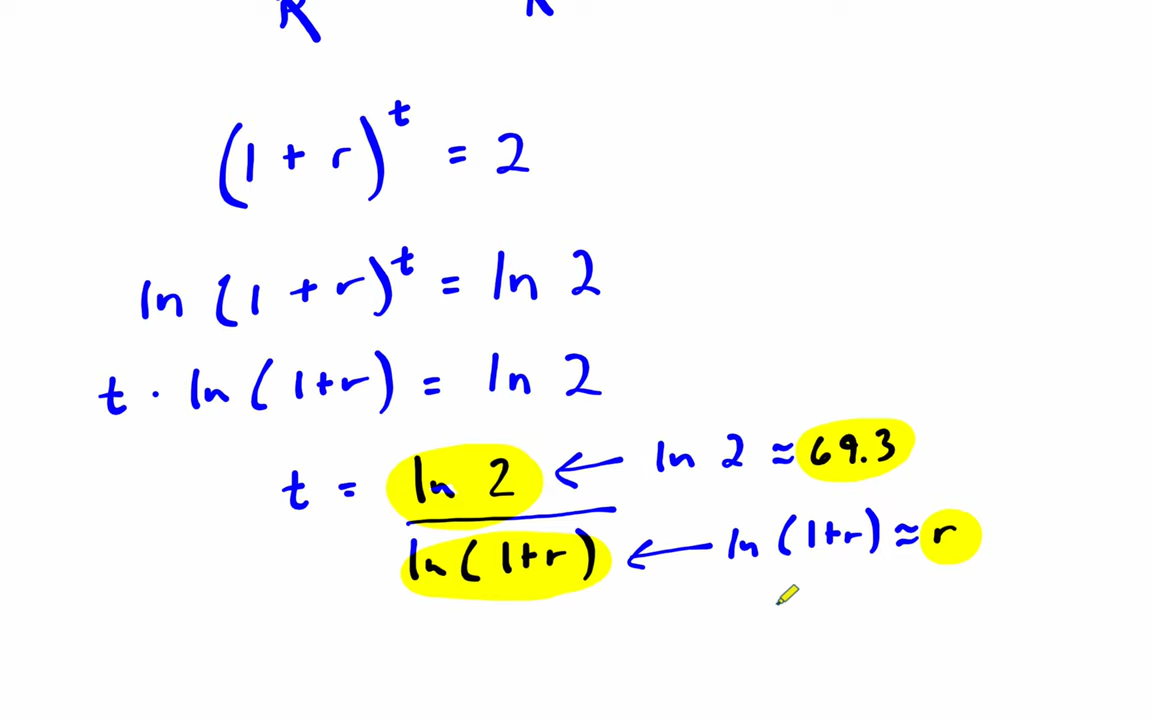 (1 + r)^t = 2
ln (1 + r)^t = ln 2
t · ln (1+r) = ln 2
t = ln 2 / ln (1+r)
← ln 2 ≈ 69.3
← ln (1+r) ≈ r